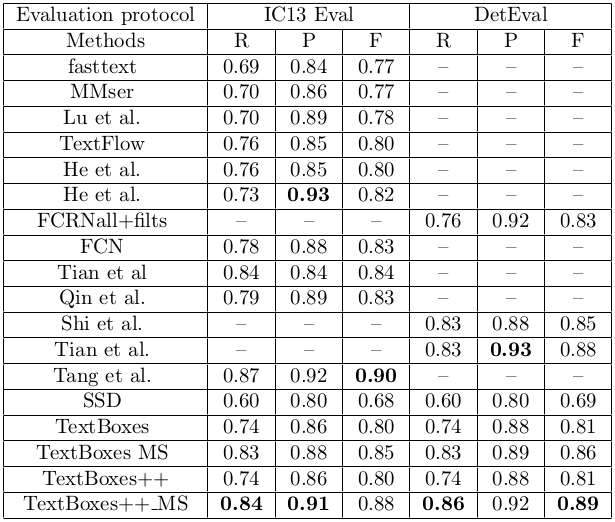 Evaluation protocol IC13 Eval DetEval
Methods R P F R P F
fasttext 0.69 0.84 0.77 – – –
MMser 0.70 0.86 0.77 – – –
Lu et al. 0.70 0.89 0.78 – – –
TextFlow 0.76 0.85 0.80 – – –
He et al. 0.76 0.85 0.80 – – –
He et al. 0.73 0.93 0.82 – – –
FCRNall+filts – – – 0.76 0.92 0.83
FCN 0.78 0.88 0.83 – – –
Tian et al 0.84 0.84 0.84 – – –
Qin et al. 0.79 0.89 0.83 – – –
Shi et al. – – – 0.83 0.88 0.85
Tian et al. – – – 0.83 0.93 0.88
Tang et al. 0.87 0.92 0.90 – – –
SSD 0.60 0.80 0.68 0.60 0.80 0.69
TextBoxes 0.74 0.86 0.80 0.74 0.88 0.81
TextBoxes MS 0.83 0.88 0.85 0.83 0.89 0.86
TextBoxes++ 0.74 0.86 0.80 0.74 0.88 0.81
TextBoxes++_MS 0.84 0.91 0.88 0.86 0.92 0.89